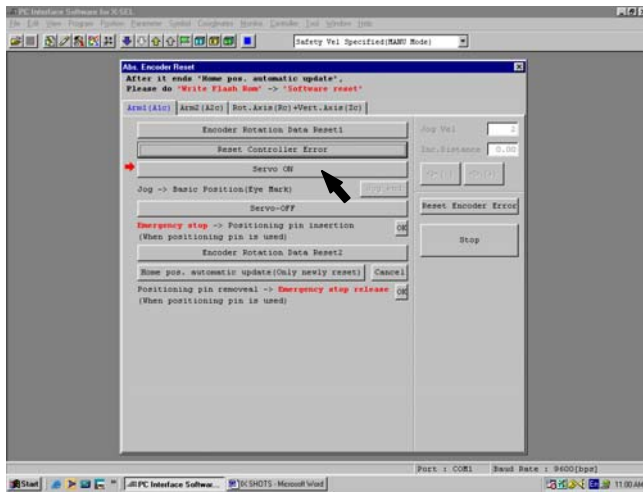 PC Interface Software for X-SEL
File Edit View Program Position Parameter Symbol Coordinates Monitor Controller Tool Window Help
Safety Vel Specified(MANU Mode)
Abs. Encoder Reset
After it ends "Home pos. automatic update",
Please do "Write Flash Rom" -> "Software reset"
Arm1(A1c) Arm2(A2c) Rot.Axis(Rc)+Vert.Axis(Zc)
Encoder Rotation Data Reset1
Reset Controller Error
Servo ON
Jog -> Basic Position(Eye Mark)
Jog end
Servo-OFF
Emergency stop -> Positioning pin insertion
(When positioning pin is used)
OK
Encoder Rotation Data Reset2
Home pos. automatic update(Only newly reset) Cancel
Positioning pin removeal -> Emergency stop release
(When positioning pin is used)
OK
Jog Vel
Inc.Distance 0.00
Reset Encoder Error
Stop
Port : COM1 Baud Rate : 9600[bps]
Start PC Interface Softwar... IX SHOTS - Microsoft Word 11:00 AM